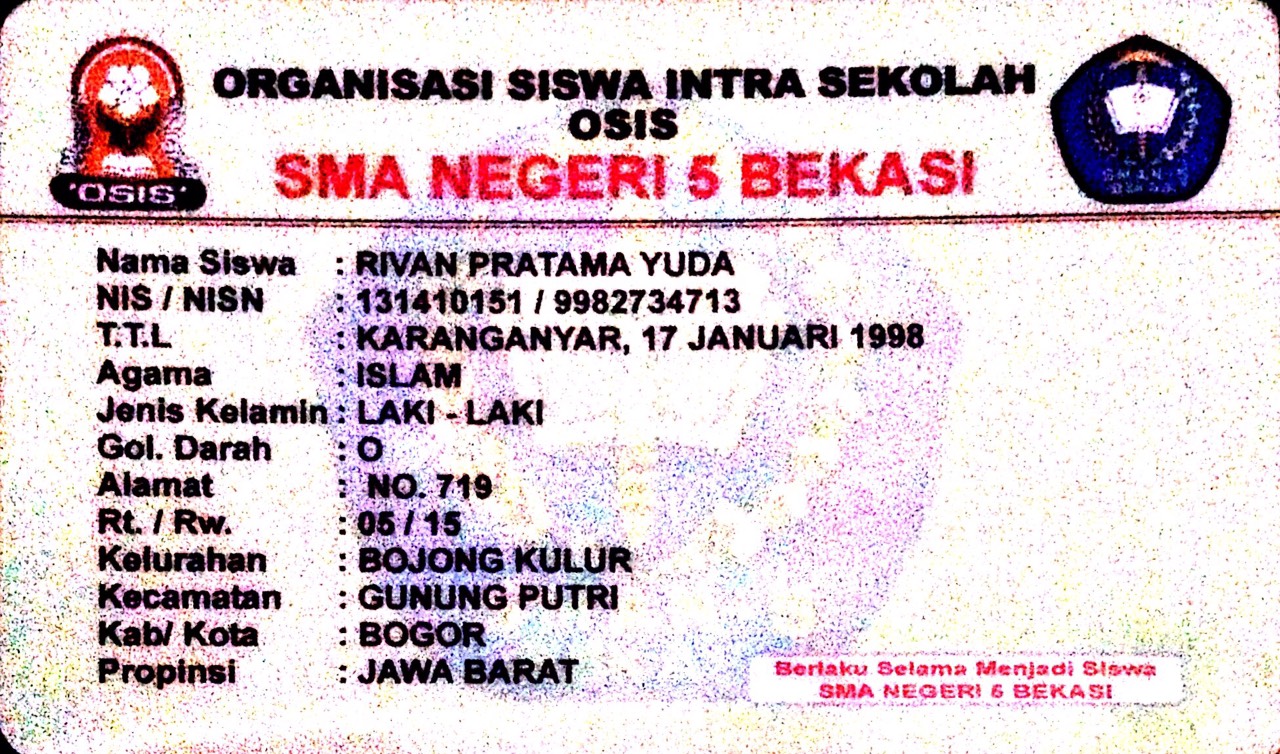 ORGANISASI SISWA INTRA SEKOLAH
OSIS
SMA NEGERI 5 BEKASI
'OSIS'
Nama Siswa : RIVAN PRATAMA YUDA
NIS / NISN : 131410151 / 9982734713
T.T.L : KARANGANYAR, 17 JANUARI 1998
Agama : ISLAM
Jenis Kelamin : LAKI - LAKI
Gol. Darah : O
Alamat : NO. 719
Rt. / Rw. : 05 / 15
Kelurahan : BOJONG KULUR
Kecamatan : GUNUNG PUTRI
Kab/ Kota : BOGOR
Propinsi : JAWA BARAT
Berlaku Selama Menjadi Siswa
SMA NEGERI 5 BEKASI